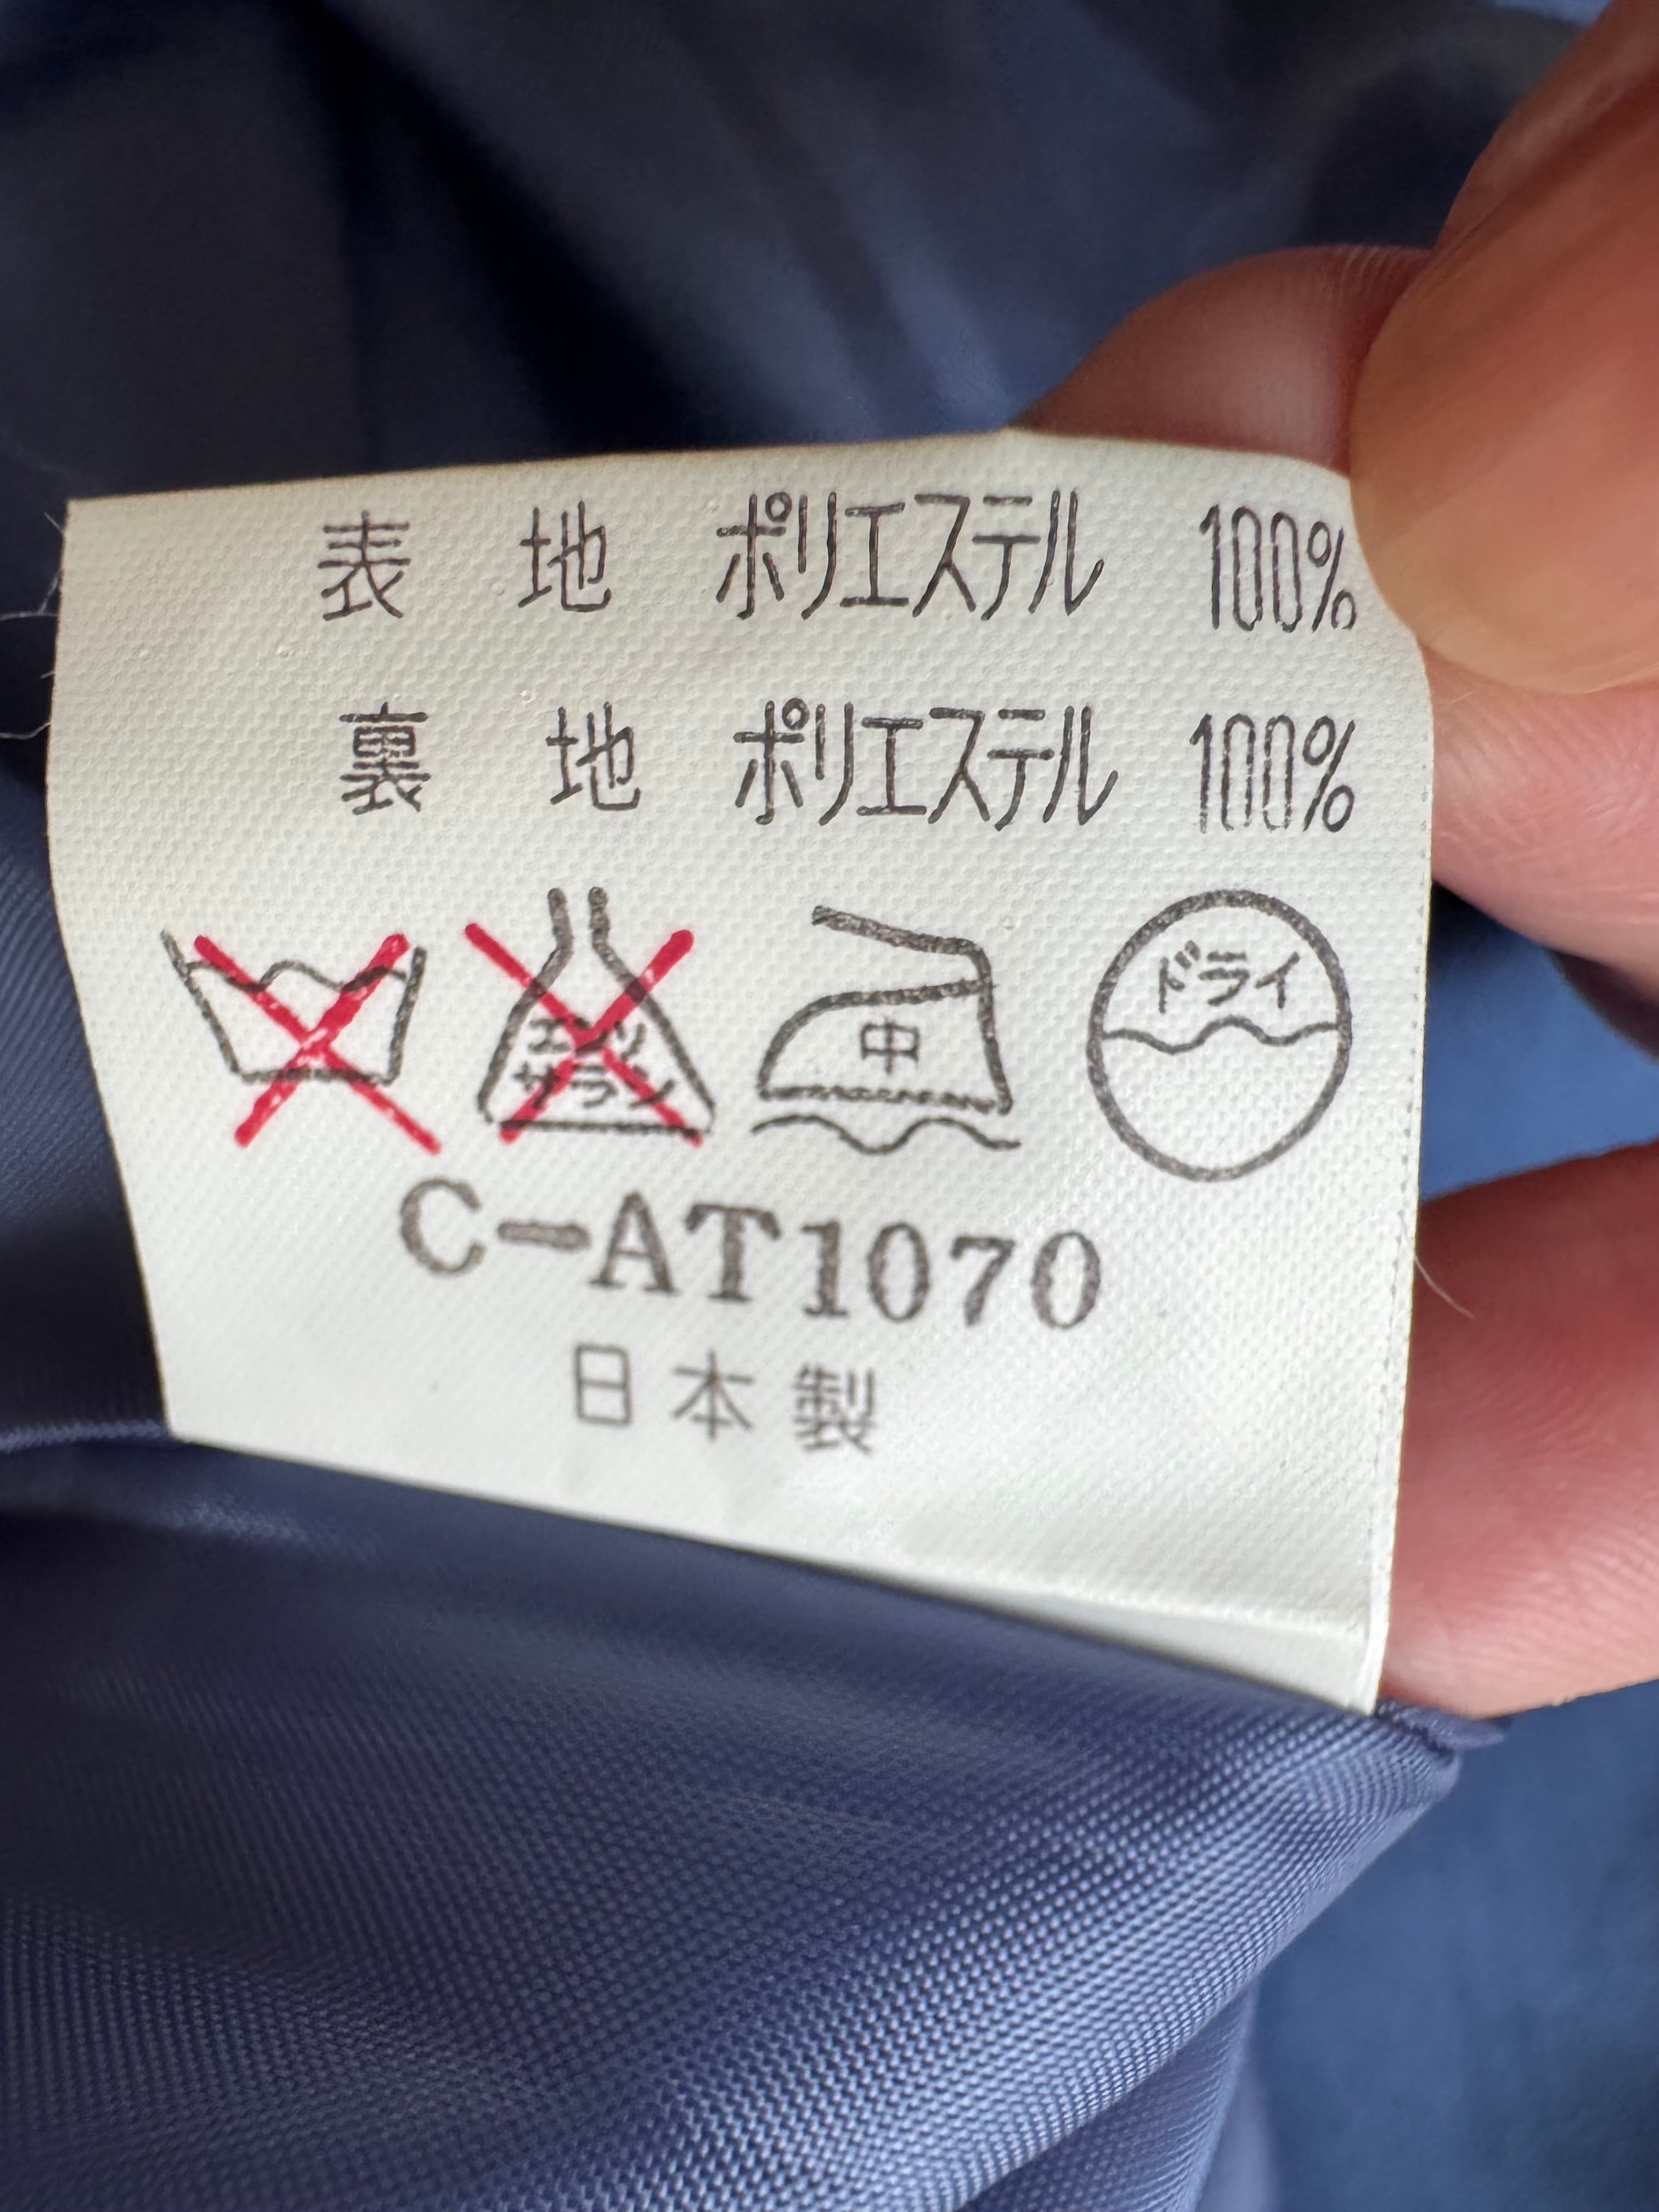 表地 ポリエステル 100%
裏地 ポリエステル 100%
エンソ サラシ 中 ドライ
C-AT1070
日本製